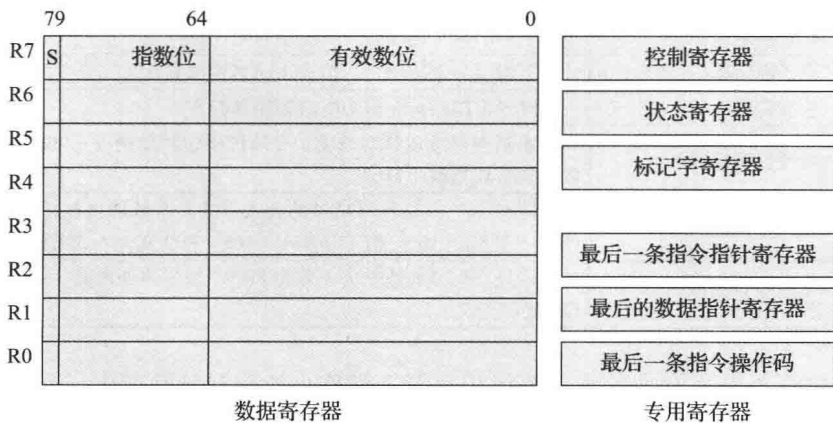 79 64 0
R7 S 指数位 有效数位 控制寄存器
R6 状态寄存器
R5 标记字寄存器
R4
R3
R2 最后一条指令指针寄存器
R1 最后的数据指针寄存器
R0 最后一条指令操作码
数据寄存器 专用寄存器